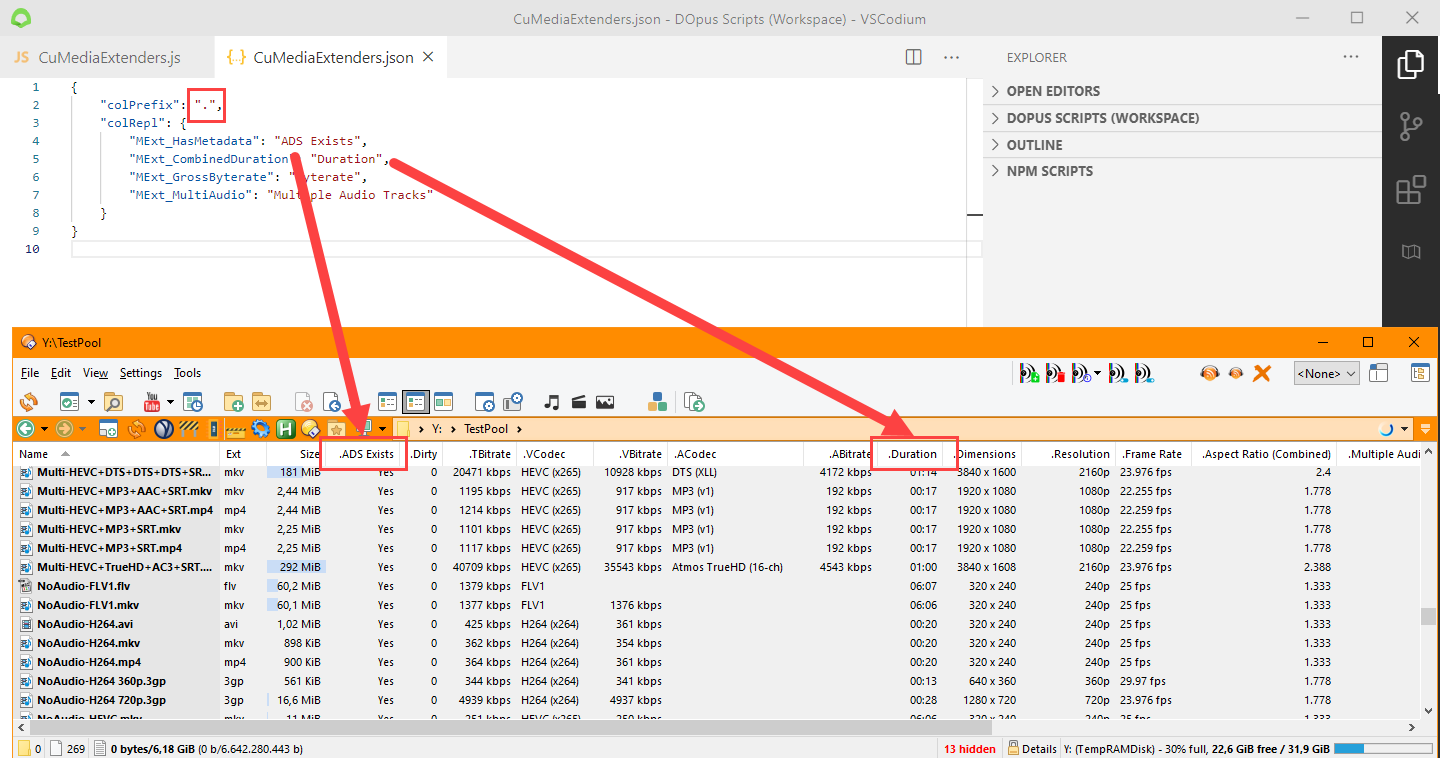 CuMediaExtenders.json - DOpus Scripts (Workspace) - VSCodium
JS CuMediaExtenders.js
{..} CuMediaExtenders.json
EXPLORER
OPEN EDITORS
DOPUS SCRIPTS (WORKSPACE)
OUTLINE
NPM SCRIPTS
1 {
2 "colPrefix": ".",
3 "colRepl": {
4 "MExt_HasMetadata": "ADS Exists",
5 "MExt_CombinedDuration "Duration",
6 "MExt_GrossByterate": yterate",
7 "MExt_MultiAudio": "Multiple Audio Tracks"
8 }
9 }
10
Y:\TestPool
File Edit View Settings Tools
<None>
You Tube
H
Y: TestPool
Name Ext Size .ADS Exists .Dirty .TBitrate .VCodec .VBitrate .ACodec .ABitrate .Duration .Dimensions .Resolution .Frame Rate .Aspect Ratio (Combined) .Multiple Audi
Multi-HEVC+DTS+DTS+DTS+SR... mkv 181 MiB Yes 0 20471 kbps HEVC (x265) 10928 kbps DTS (XLL) 4172 kbps 01:14 3840 x 1600 2160p 23.976 fps 2.4
Multi-HEVC+MP3+AAC+SRT.mkv mkv 2,44 MiB Yes 0 1195 kbps HEVC (x265) 917 kbps MP3 (v1) 192 kbps 00:17 1920 x 1080 1080p 22.255 fps 1.778
Multi-HEVC+MP3+AAC+SRT.mp4 mp4 2,44 MiB Yes 0 1214 kbps HEVC (x265) 917 kbps MP3 (v1) 192 kbps 00:17 1920 x 1080 1080p 22.259 fps 1.778
Multi-HEVC+MP3+SRT.mkv mkv 2,25 MiB Yes 0 1101 kbps HEVC (x265) 917 kbps MP3 (v1) 192 kbps 00:17 1920 x 1080 1080p 22.255 fps 1.778
Multi-HEVC+MP3+SRT.mp4 mp4 2,25 MiB Yes 0 1117 kbps HEVC (x265) 917 kbps MP3 (v1) 192 kbps 00:17 1920 x 1080 1080p 22.259 fps 1.778
Multi-HEVC+TrueHD+AC3+SRT.... mkv 292 MiB Yes 0 40709 kbps HEVC (x265) 35543 kbps Atmos TrueHD (16-ch) 4543 kbps 01:00 3840 x 1608 2160p 23.976 fps 2.388
NoAudio-FLV1.flv flv 60,2 MiB Yes 0 1379 kbps FLV1 06:07 320 x 240 240p 25 fps 1.333
NoAudio-FLV1.mkv mkv 60,1 MiB Yes 0 1377 kbps FLV1 1376 kbps 06:06 320 x 240 240p 25 fps 1.333
NoAudio-H264.avi avi 1,02 MiB Yes 0 425 kbps H264 (x264) 361 kbps 00:20 320 x 240 240p 25 fps 1.333
NoAudio-H264.mkv mkv 898 KiB Yes 0 362 kbps H264 (x264) 354 kbps 00:20 320 x 240 240p 25 fps 1.333
NoAudio-H264.mp4 mp4 900 KiB Yes 0 364 kbps H264 (x264) 361 kbps 00:20 320 x 240 240p 25 fps 1.333
NoAudio-H264 360p.3gp 3gp 561 KiB Yes 0 344 kbps H264 (x264) 341 kbps 00:13 640 x 360 360p 29.97 fps 1.778
NoAudio-H264 720p.3gp 3gp 16,6 MiB Yes 0 4939 kbps H264 (x264) 4937 kbps 00:28 1280 x 720 720p 23.976 fps 1.778
NoAudio-HEVC.mkv mkv 11 MiB Yes 0 251 kbps HEVC (x265) 250 kbps 06:06 320 x 240 240p 25 fps 1.333
0 269 0 bytes/6,18 GiB (0 b/6.642.280.443 b) 13 hidden Details Y: (TempRAMDisk) - 30% full, 22,6 GiB free / 31,9 GiB